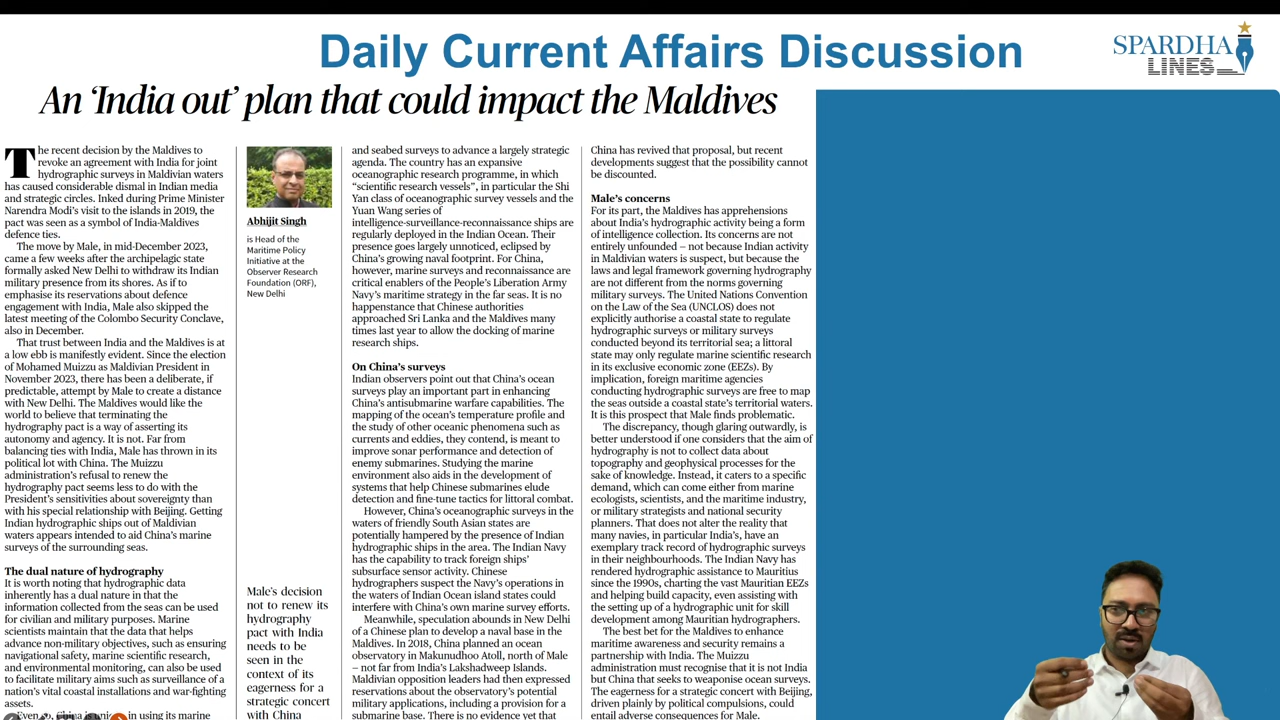 Daily Current Affairs Discussion
SPARDHA
LINES
An ‘India out’ plan that could impact the Maldives
The recent decision by the Maldives to
revoke an agreement with India for joint
hydrographic surveys in Maldivian waters
has caused considerable dismal in Indian media
and strategic circles. Inked during Prime Minister
Narendra Modi’s visit to the islands in 2019, the
pact was seen as a symbol of India-Maldives
defence ties.
The move by Male, in mid-December 2023,
came a few weeks after the archipelagic state
formally asked New Delhi to withdraw its Indian
military presence from its shores. As if to
emphasise its reservations about defence
engagement with India, Male also skipped the
latest meeting of the Colombo Security Conclave,
also in December.
That trust between India and the Maldives is at
a low ebb is manifestly evident. Since the election
of Mohamed Muizzu as Maldivian President in
November 2023, there has been a deliberate, if
predictable, attempt by Male to create a distance
with New Delhi. The Maldives would like the
world to believe that terminating the
hydrography pact is a way of asserting its
autonomy and agency. It is not. Far from
balancing ties with India, Male has thrown in its
political lot with China. The Muizzu
administration’s refusal to renew the
hydrography pact seems less to do with the
President’s sensitivities about sovereignty than
with his special relationship with Beijing. Getting
Indian hydrographic ships out of Maldivian
waters appears intended to aid China’s marine
surveys of the surrounding seas.
The dual nature of hydrography
It is worth noting that hydrographic data
inherently has a dual nature in that the
information collected from the seas can be used
for civilian and military purposes. Marine
scientists maintain that the data that helps
advance non-military objectives, such as ensuring
navigational safety, marine scientific research,
and environmental monitoring, can also be used
to facilitate military aims such as surveillance of a
nation’s vital coastal installations and war-fighting
assets.
Even so, China is unique in using its marine
Abhijit Singh
is Head of the
Maritime Policy
Initiative at the
Observer Research
Foundation (ORF),
New Delhi
Male’s decision
not to renew its
hydrography
pact with India
needs to be
seen in the
context of its
eagerness for a
strategic concert
with China
and seabed surveys to advance a largely strategic
agenda. The country has an expansive
oceanographic research programme, in which
“scientific research vessels”, in particular the Shi
Yan class of oceanographic survey vessels and the
Yuan Wang series of
intelligence-surveillance-reconnaissance ships are
regularly deployed in the Indian Ocean. Their
presence goes largely unnoticed, eclipsed by
China’s growing naval footprint. For China,
however, marine surveys and reconnaissance are
critical enablers of the People’s Liberation Army
Navy’s maritime strategy in the far seas. It is no
happenstance that Chinese authorities
approached Sri Lanka and the Maldives many
times last year to allow the docking of marine
research ships.
On China’s surveys
Indian observers point out that China’s ocean
surveys play an important part in enhancing
China’s antisubmarine warfare capabilities. The
mapping of the ocean’s temperature profile and
the study of other oceanic phenomena such as
currents and eddies, they contend, is meant to
improve sonar performance and detection of
enemy submarines. Studying the marine
environment also aids in the development of
systems that help Chinese submarines elude
detection and fine-tune tactics for littoral combat.
However, China’s oceanographic surveys in the
waters of friendly South Asian states are
potentially hampered by the presence of Indian
hydrographic ships in the area. The Indian Navy
has the capability to track foreign ships’
subsurface sensor activity. Chinese
hydrographers suspect the Navy’s operations in
the waters of Indian Ocean island states could
interfere with China’s own marine survey efforts.
Meanwhile, speculation abounds in New Delhi
of a Chinese plan to develop a naval base in the
Maldives. In 2018, China planned an ocean
observatory in Makunudhoo Atoll, north of Male
– not far from India’s Lakshadweep Islands.
Maldivian opposition leaders had then expressed
reservations about the observatory’s potential
military applications, including a provision for a
submarine base. There is no evidence yet that
China has revived that proposal, but recent
developments suggest that the possibility cannot
be discounted.
Male’s concerns
For its part, the Maldives has apprehensions
about India’s hydrographic activity being a form
of intelligence collection. Its concerns are not
entirely unfounded – not because Indian activity
in Maldivian waters is suspect, but because the
laws and legal framework governing hydrography
are not different from the norms governing
military surveys. The United Nations Convention
on the Law of the Sea (UNCLOS) does not
explicitly authorise a coastal state to regulate
hydrographic surveys or military surveys
conducted beyond its territorial sea; a littoral
state may only regulate marine scientific research
in its exclusive economic zone (EEZs). By
implication, foreign maritime agencies
conducting hydrographic surveys are free to map
the seas outside a coastal state’s territorial waters.
It is this prospect that Male finds problematic.
The discrepancy, though glaring outwardly, is
better understood if one considers that the aim of
hydrography is not to collect data about
topography and geophysical processes for the
sake of knowledge. Instead, it caters to a specific
demand, which can come either from marine
ecologists, scientists, and the maritime industry,
or military strategists and national security
planners. That does not alter the reality that
many navies, in particular India’s, have an
exemplary track record of hydrographic surveys
in their neighbourhoods. The Indian Navy has
rendered hydrographic assistance to Mauritius
since the 1990s, charting the vast Mauritian EEZs
and helping build capacity, even assisting with
the setting up of a hydrographic unit for skill
development among Mauritian hydrographers.
The best bet for the Maldives to enhance
maritime awareness and security remains a
partnership with India. The Muizzu
administration must recognise that it is not India
but China that seeks to weaponise ocean surveys.
The eagerness for a strategic concert with Beijing,
driven plainly by political compulsions, could
entail adverse consequences for Male.